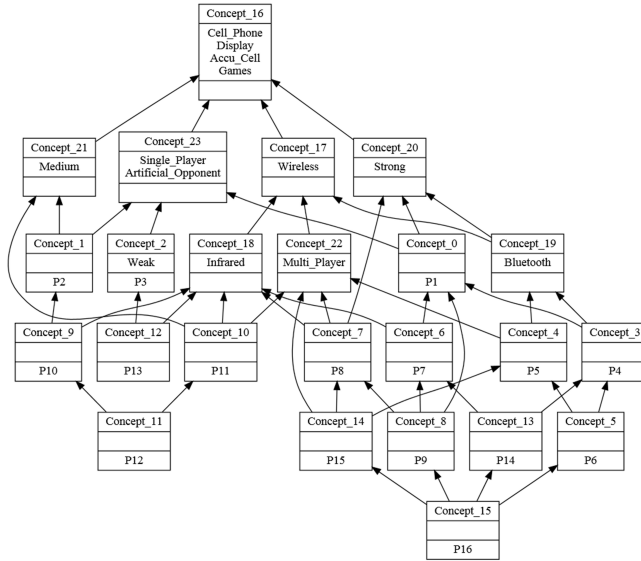 Concept_16
Cell_Phone
Display
Accu_Cell
Games
Concept_21
Medium
Concept_23
Single_Player
Artificial_Opponent
Concept_17
Wireless
Concept_20
Strong
Concept_1
P2
Concept_2
Weak
P3
Concept_18
Infrared
Concept_22
Multi_Player
Concept_0
P1
Concept_19
Bluetooth
Concept_9
P10
Concept_12
P13
Concept_10
P11
Concept_7
P8
Concept_6
P7
Concept_4
P5
Concept_3
P4
Concept_11
P12
Concept_14
P15
Concept_8
P9
Concept_13
P14
Concept_5
P6
Concept_15
P16